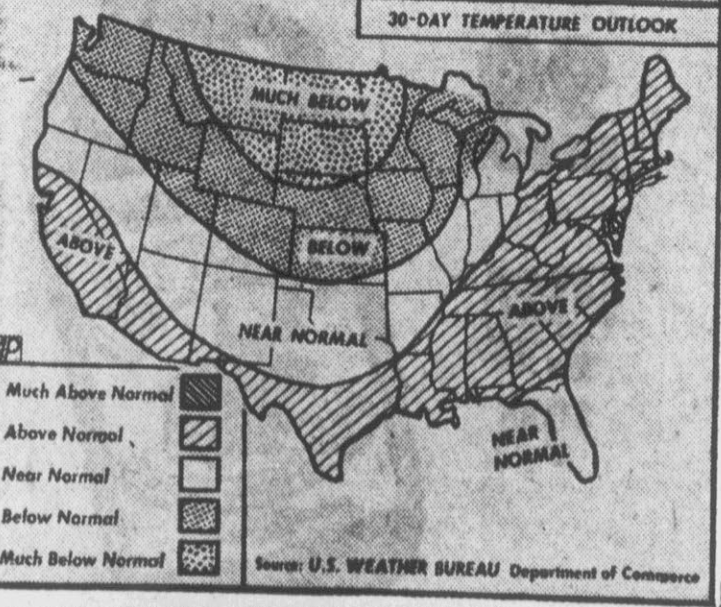 30-DAY TEMPERATURE OUTLOOK
MUCH BELOW
BELOW
ABOVE
NEAR NORMAL
ABOVE
NEAR
NORMAL
Much Above Normal
Above Normal
Near Normal
Below Normal
Much Below Normal
Source: U.S. WEATHER BUREAU Department of Commerce